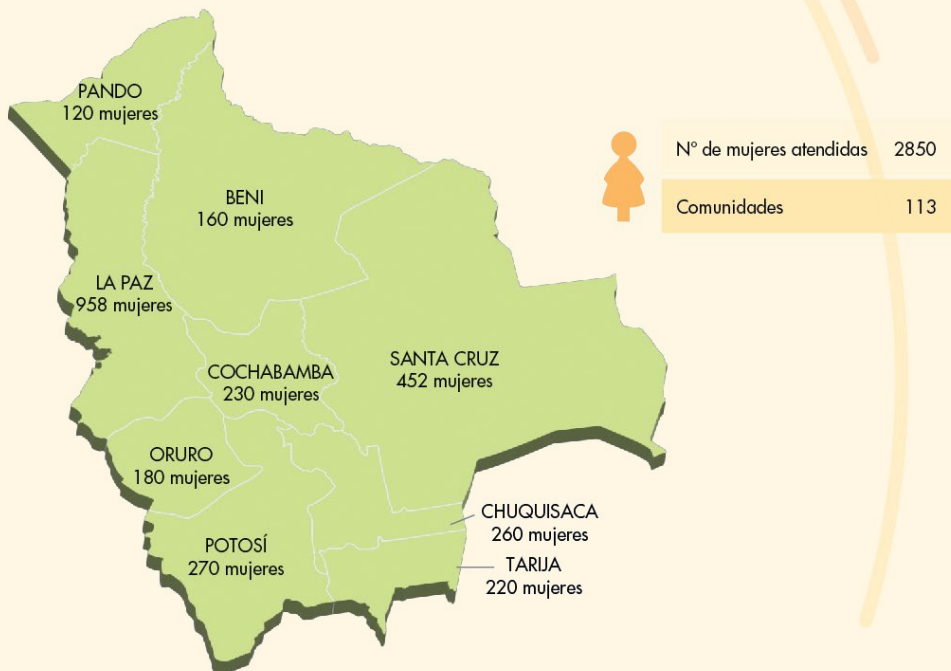 PANDO
120 mujeres
BENI
160 mujeres
LA PAZ
958 mujeres
COCHABAMBA
230 mujeres
SANTA CRUZ
452 mujeres
ORURO
180 mujeres
POTOSÍ
270 mujeres
CHUQUISACA
260 mujeres
TARIJA
220 mujeres
Nº de mujeres atendidas 2850
Comunidades 113